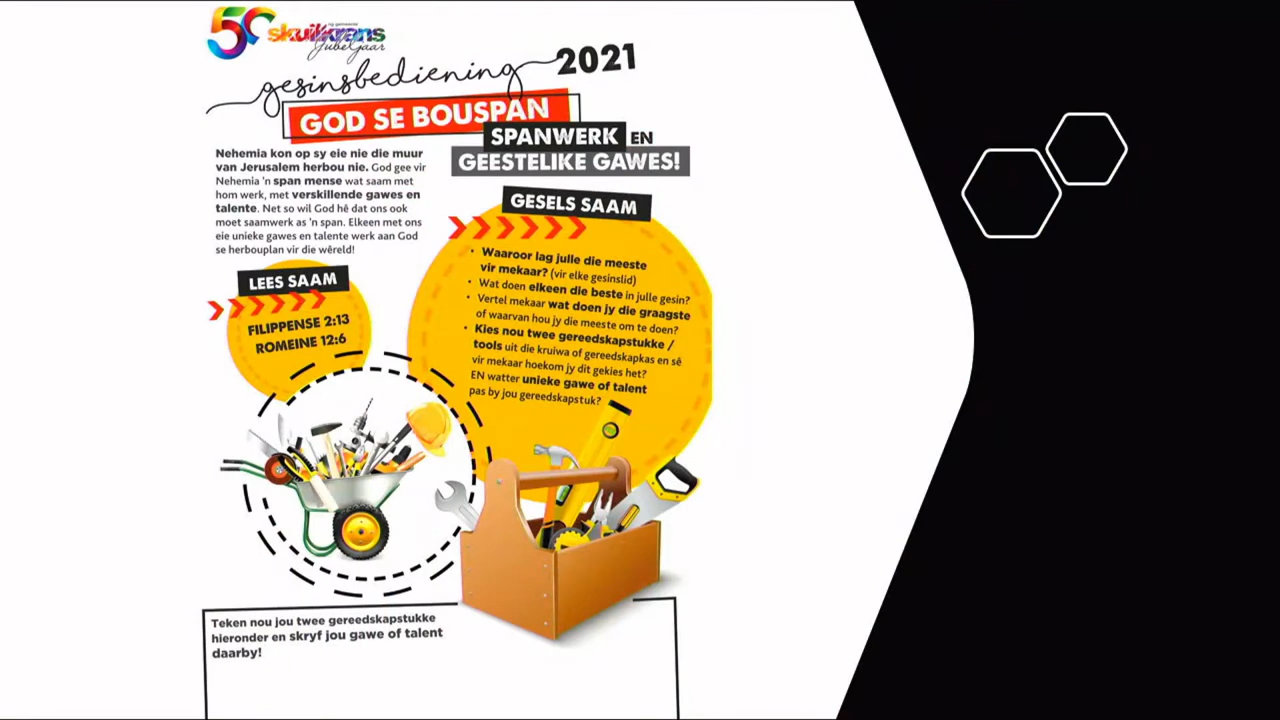 50
ng gemeente
skuilkrans
JubelJaar
gesinsbediening 2021
GOD SE BOUSPAN
SPANWERK EN
GEESTELIKE GAWES!
Nehemia kon op sy eie nie die muur
van Jerusalem herbou nie. God gee vir
Nehemia 'n span mense wat saam met
hom werk, met verskillende gawes en
talente. Net so wil God hê dat ons ook
moet saamwerk as 'n span. Elkeen met ons
eie unieke gawes en talente werk aan God
se herbouplan vir die wêreld!
LEES SAAM
FILIPPENSE 2:13
ROMEINE 12:6
GESELS SAAM
• Waaroor lag julle die meeste
vir mekaar? (vir elke gesinslid)
• Wat doen elkeen die beste in julle gesin?
• Vertel mekaar wat doen jy die graagste
of waarvan hou jy die meeste om te doen?
• Kies nou twee gereedskapstukke /
tools uit die kruiwa of gereedskapkas en sê
vir mekaar hoekom jy dit gekies het?
EN watter unieke gawe of talent
pas by jou gereedskapstuk?
Teken nou jou twee gereedskapstukke
hieronder en skryf jou gawe of talent
daarby!